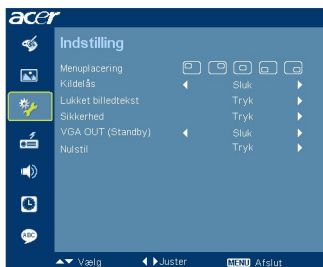 acer
Indstilling
Menuplacering
Kildelås Sluk
Lukket billedtekst Tryk
Sikkerhed Tryk
VGA OUT (Standby) Sluk
Nulstil Tryk
ABC
Vælg Juster MENU Afslut